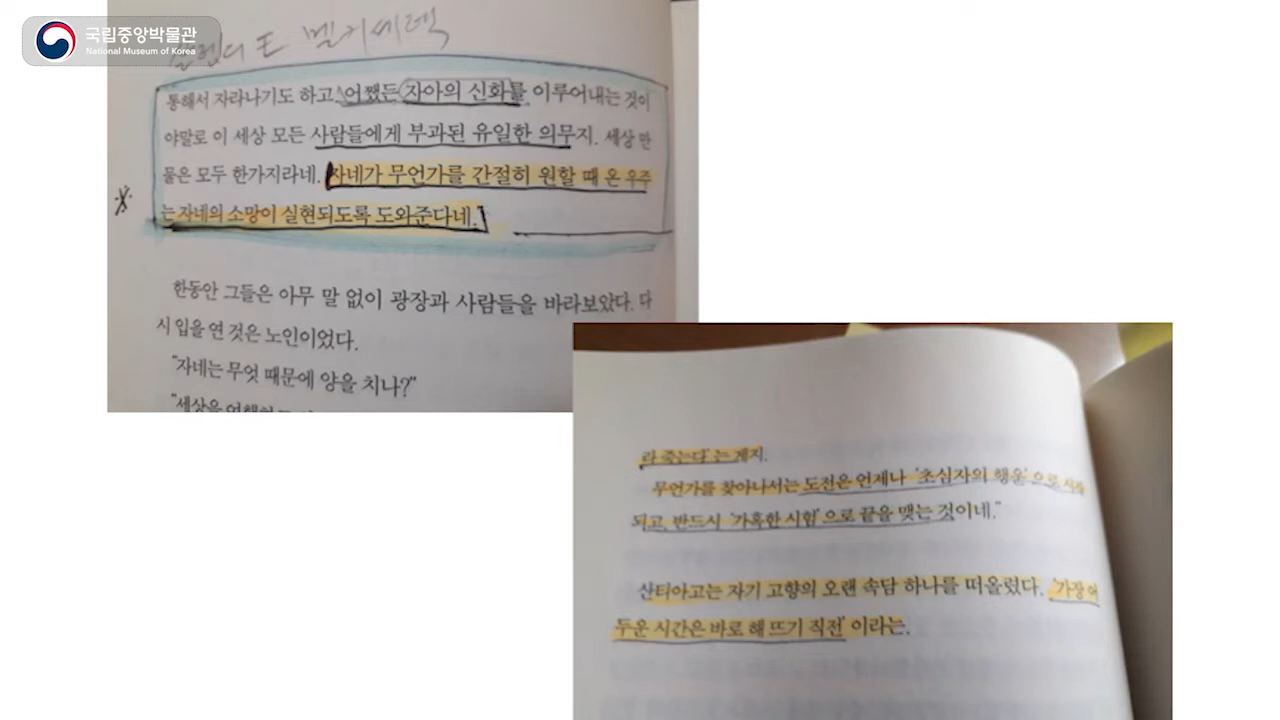 국립중앙박물관
National Museum of Korea
멜키세덱
통해서 자라나기도 하고. 어쨌든 자아의 신화를 이루어내는 것이
야말로 이 세상 모든 사람들에게 부과된 유일한 의무지. 세상 만
물은 모두 한가지라네. 자네가 무언가를 간절히 원할 때 온 우주
는 자네의 소망이 실현되도록 도와준다네.
한동안 그들은 아무 말 없이 광장과 사람들을 바라보았다. 다
시 입을 연 것은 노인이었다.
"자네는 무엇 때문에 양을 치나?"
"세상을
라 죽는다'는 게지.
무언가를 찾아나서는 도전은 언제나 '초심자의 행운'으로 시작
되고, 반드시 '가혹한 시험'으로 끝을 맺는 것이네."
산티아고는 자기 고향의 오랜 속담 하나를 떠올렸다. '가장 어
두운 시간은 바로 해 뜨기 직전' 이라는.